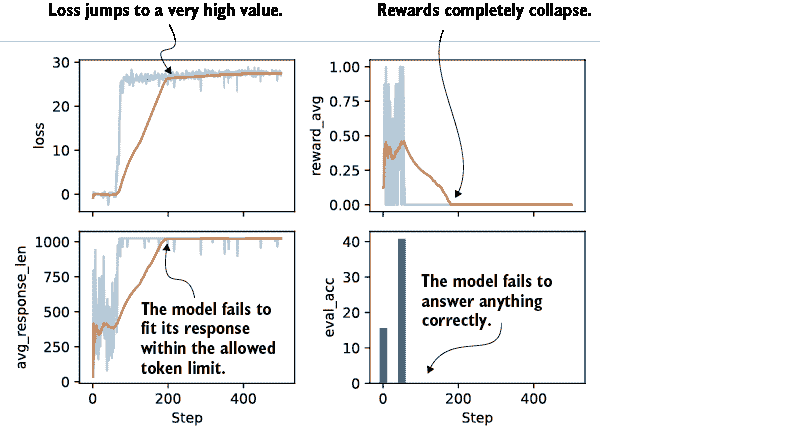 Loss jumps to a very high value.
Rewards completely collapse.
30
20
10
0
loss
1.00
0.75
0.50
0.25
0.00
reward_avg
0
200
400
1000
750
500
250
0
avg_response_len
The model fails to
fit its response
within the allowed
token limit.
Step
40
30
20
10
0
eval_acc
The model fails to
answer anything
correctly.
0
200
400
Step